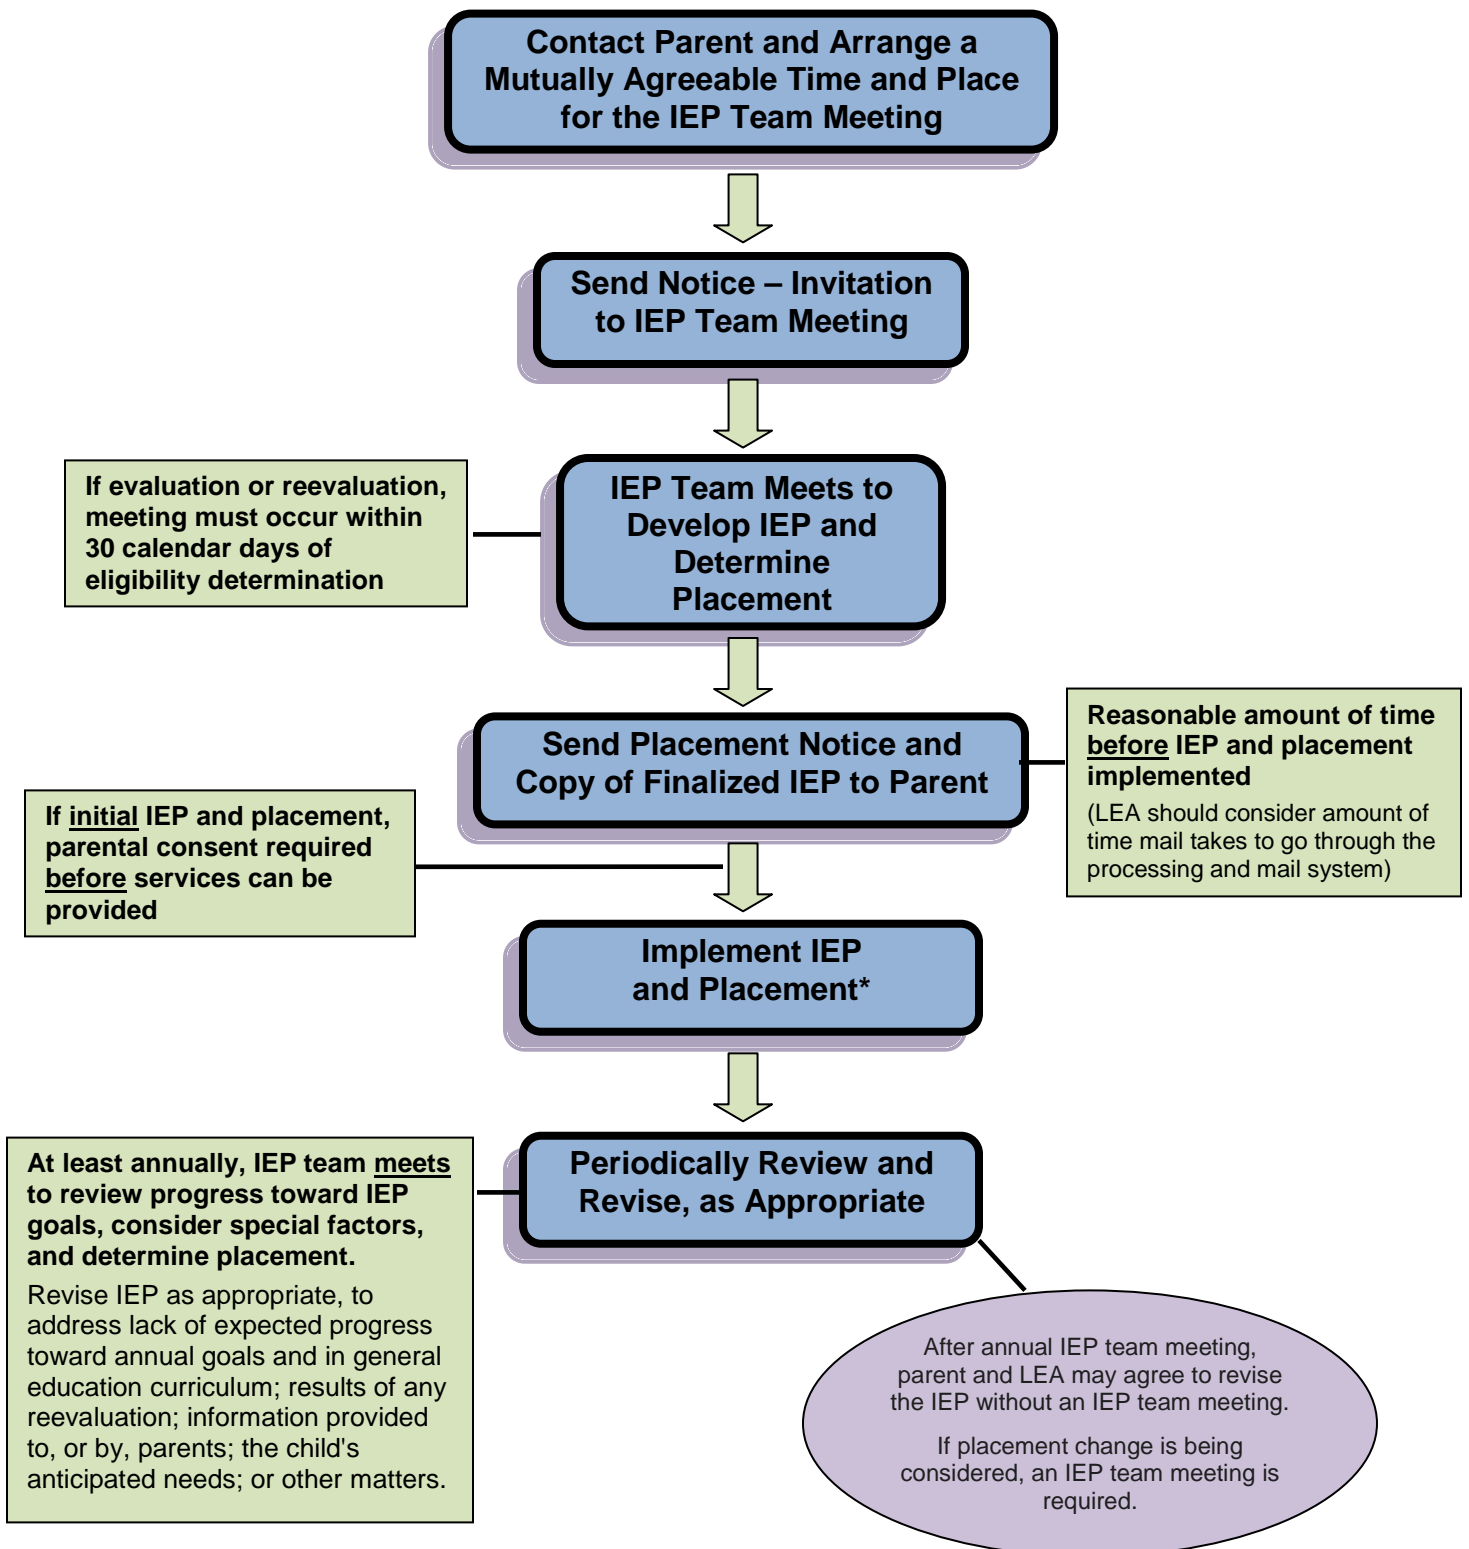 Contact Parent and Arrange a
Mutually Agreeable Time and Place
for the IEP Team Meeting
Send Notice – Invitation
to IEP Team Meeting
If evaluation or reevaluation,
meeting must occur within
30 calendar days of
eligibility determination
IEP Team Meets to
Develop IEP and
Determine
Placement
Send Placement Notice and
Copy of Finalized IEP to Parent
Reasonable amount of time
before IEP and placement
implemented
(LEA should consider amount of
time mail takes to go through the
processing and mail system)
If initial IEP and placement,
parental consent required
before services can be
provided
Implement IEP
and Placement*
Periodically Review and
Revise, as Appropriate
At least annually, IEP team meets
to review progress toward IEP
goals, consider special factors,
and determine placement.
Revise IEP as appropriate, to
address lack of expected progress
toward annual goals and in general
education curriculum; results of any
reevaluation; information provided
to, or by, parents; the child's
anticipated needs; or other matters.
After annual IEP team meeting,
parent and LEA may agree to revise
the IEP without an IEP team meeting.
If placement change is being
considered, an IEP team meeting is
required.